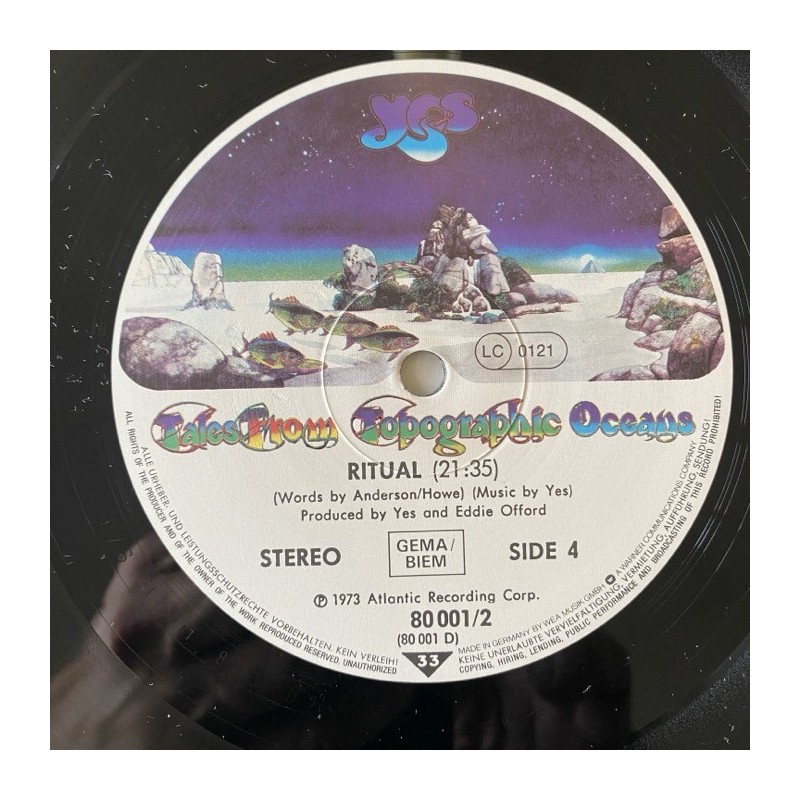 yes
LC 0121
Tales From Topographic Oceans
RITUAL (21:35)
(Words by Anderson/Howe) (Music by Yes)
Produced by Yes and Eddie Offord
STEREO
GEMA/
BIEM
SIDE 4
℗ 1973 Atlantic Recording Corp.
80 001/2
(80 001 D)
33
ALLE URHEBER- UND LEISTUNGSSCHUTZRECHTE VORBEHALTEN. KEIN VERLEIH! KEINE UNERLAUBTE VERVIELFÄLTIGUNG, VERMIETUNG, AUFFÜHRUNG, SENDUNG!
ALL RIGHTS OF THE PRODUCER AND OF THE OWNER OF THE WORK REPRODUCED RESERVED. UNAUTHORIZED COPYING, HIRING, LENDING, PUBLIC PERFORMANCE AND BROADCASTING OF THIS RECORD PROHIBITED!
MADE IN GERMANY BY WEA MUSIK GMBH A WARNER COMMUNICATIONS COMPANY